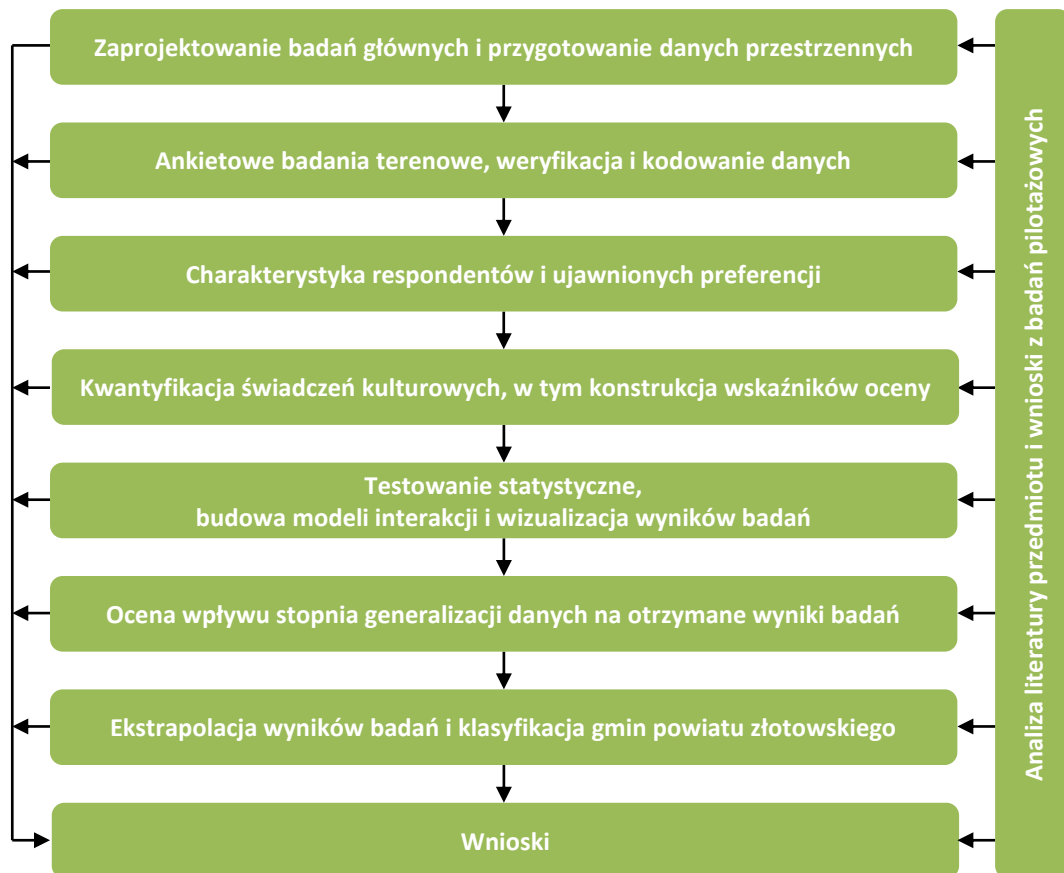 Zaprojektowanie badań głównych i przygotowanie danych przestrzennych
Ankietowe badania terenowe, weryfikacja i kodowanie danych
Charakterystyka respondentów i ujawnionych preferencji
Kwantyfikacja świadczeń kulturowych, w tym konstrukcja wskaźników oceny
Testowanie statystyczne,
budowa modeli interakcji i wizualizacja wyników badań
Ocena wpływu stopnia generalizacji danych na otrzymane wyniki badań
Ekstrapolacja wyników badań i klasyfikacja gmin powiatu złotowskiego
Wnioski
Analiza literatury przedmiotu i wnioski z badań pilotażowych